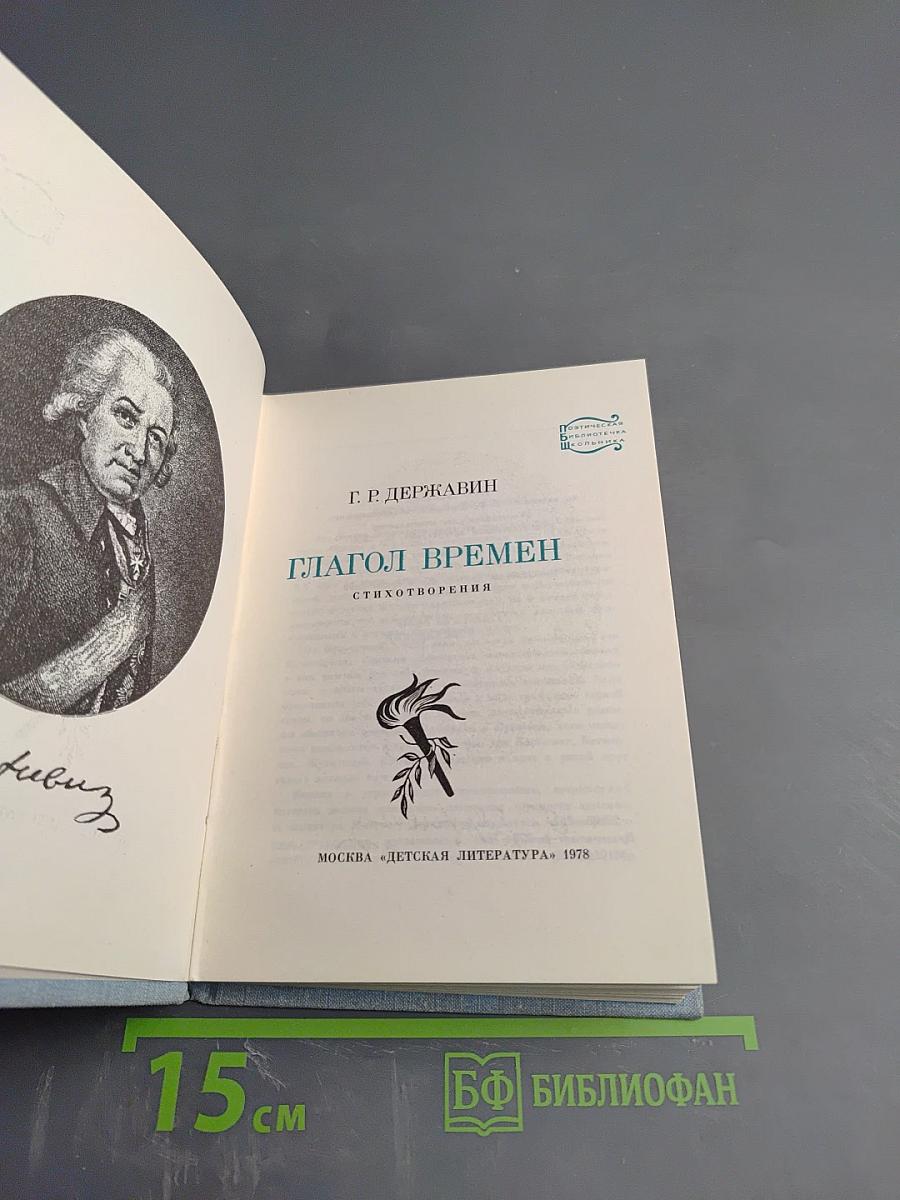 ПОЭТИЧЕСКАЯ
БИБЛИОТЕЧКА
ШКОЛЬНИКА
Г. Р. ДЕРЖАВИН
ГЛАГОЛ ВРЕМЕН
СТИХОТВОРЕНИЯ
МОСКВА «ДЕТСКАЯ ЛИТЕРАТУРА» 1978
15 см
БФ БИБЛИОФАН